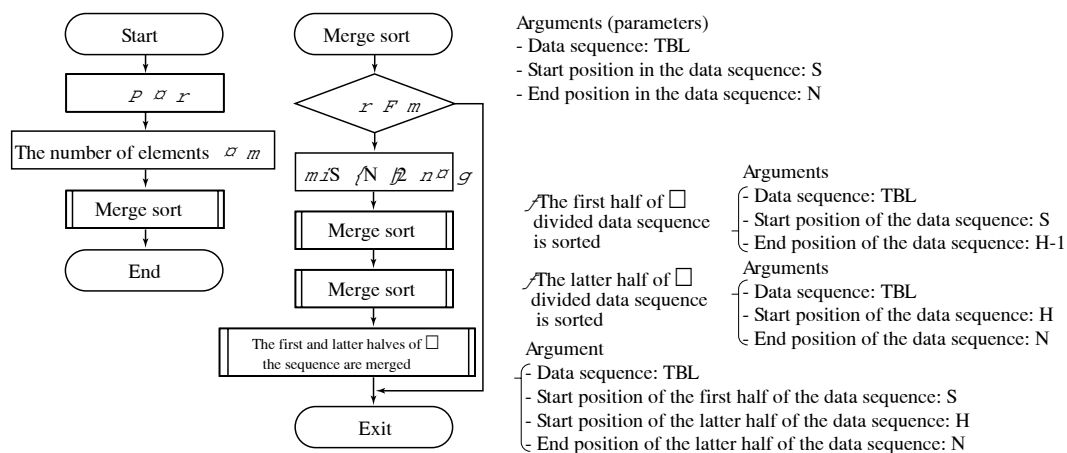 Start
P ¤ r
The number of elements ¤ m
Merge sort
End
Merge sort
r F m
Merge sort
Merge sort
The first and latter halves of □
the sequence are merged
Exit
Arguments (parameters)
- Data sequence: TBL
- Start position in the data sequence: S
- End position in the data sequence: N
The first half of □
divided data sequence
is sorted
Arguments
- Data sequence: TBL
- Start position of the data sequence: S
- End position of the data sequence: H-1
The latter half of □
divided data sequence
is sorted
Arguments
- Data sequence: TBL
- Start position of the data sequence: H
- End position of the data sequence: N
Argument
- Data sequence: TBL
- Start position of the first half of the data sequence: S
- Start position of the latter half of the data sequence: H
- End position of the latter half of the data sequence: N